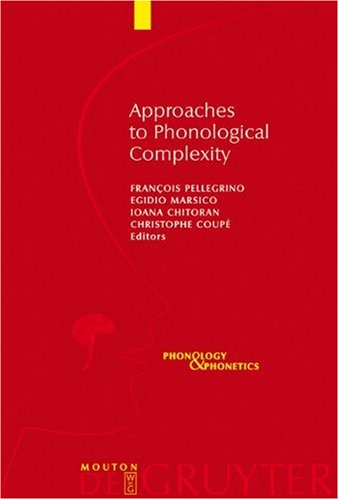 Approaches
to Phonological
Complexity
FRANÇOIS PELLEGRINO
EGIDIO MARSICO
IOANA CHITORAN
CHRISTOPHE COUPÉ
Editors
PHONOLOGY
&PHONETICS
MOUTON
DE GRUYTER